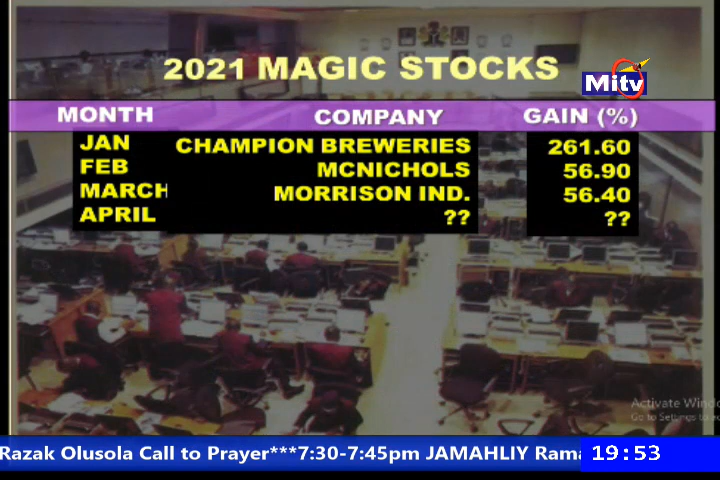 2021 MAGIC STOCKS
Mitv
MONTH COMPANY GAIN (%)
JAN CHAMPION BREWERIES 261.60
FEB MCNICHOLS 56.90
MARCH MORRISON IND. 56.40
APRIL ?? ??
Activate Windo
Go to Settings to a
Razak Olusola Call to Prayer***7:30-7:45pm JAMAHLIY Rama
19:53